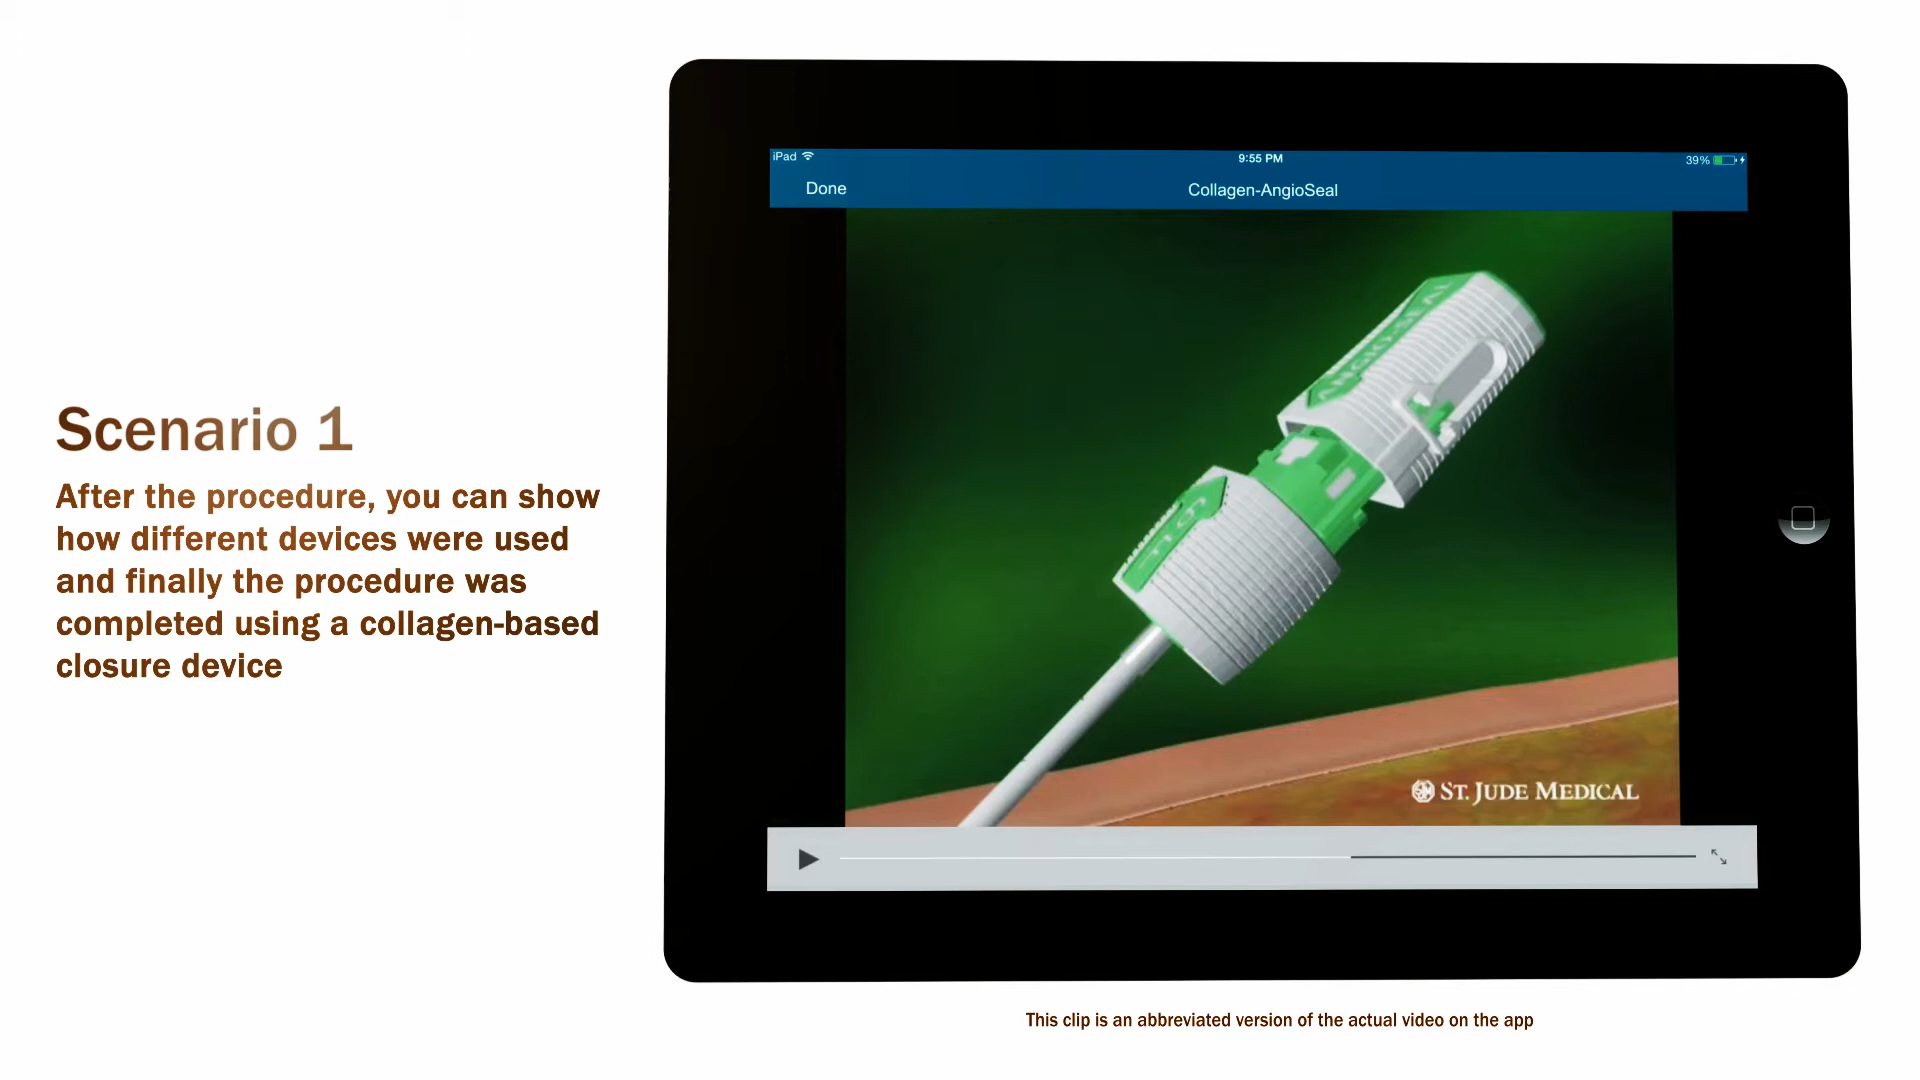 Scenario 1
After the procedure, you can show
how different devices were used
and finally the procedure was
completed using a collagen-based
closure device
iPad
9:55 PM
39%
Done
Collagen-AngioSeal
ANGIO-SEAL
ST. JUDE MEDICAL
This clip is an abbreviated version of the actual video on the app